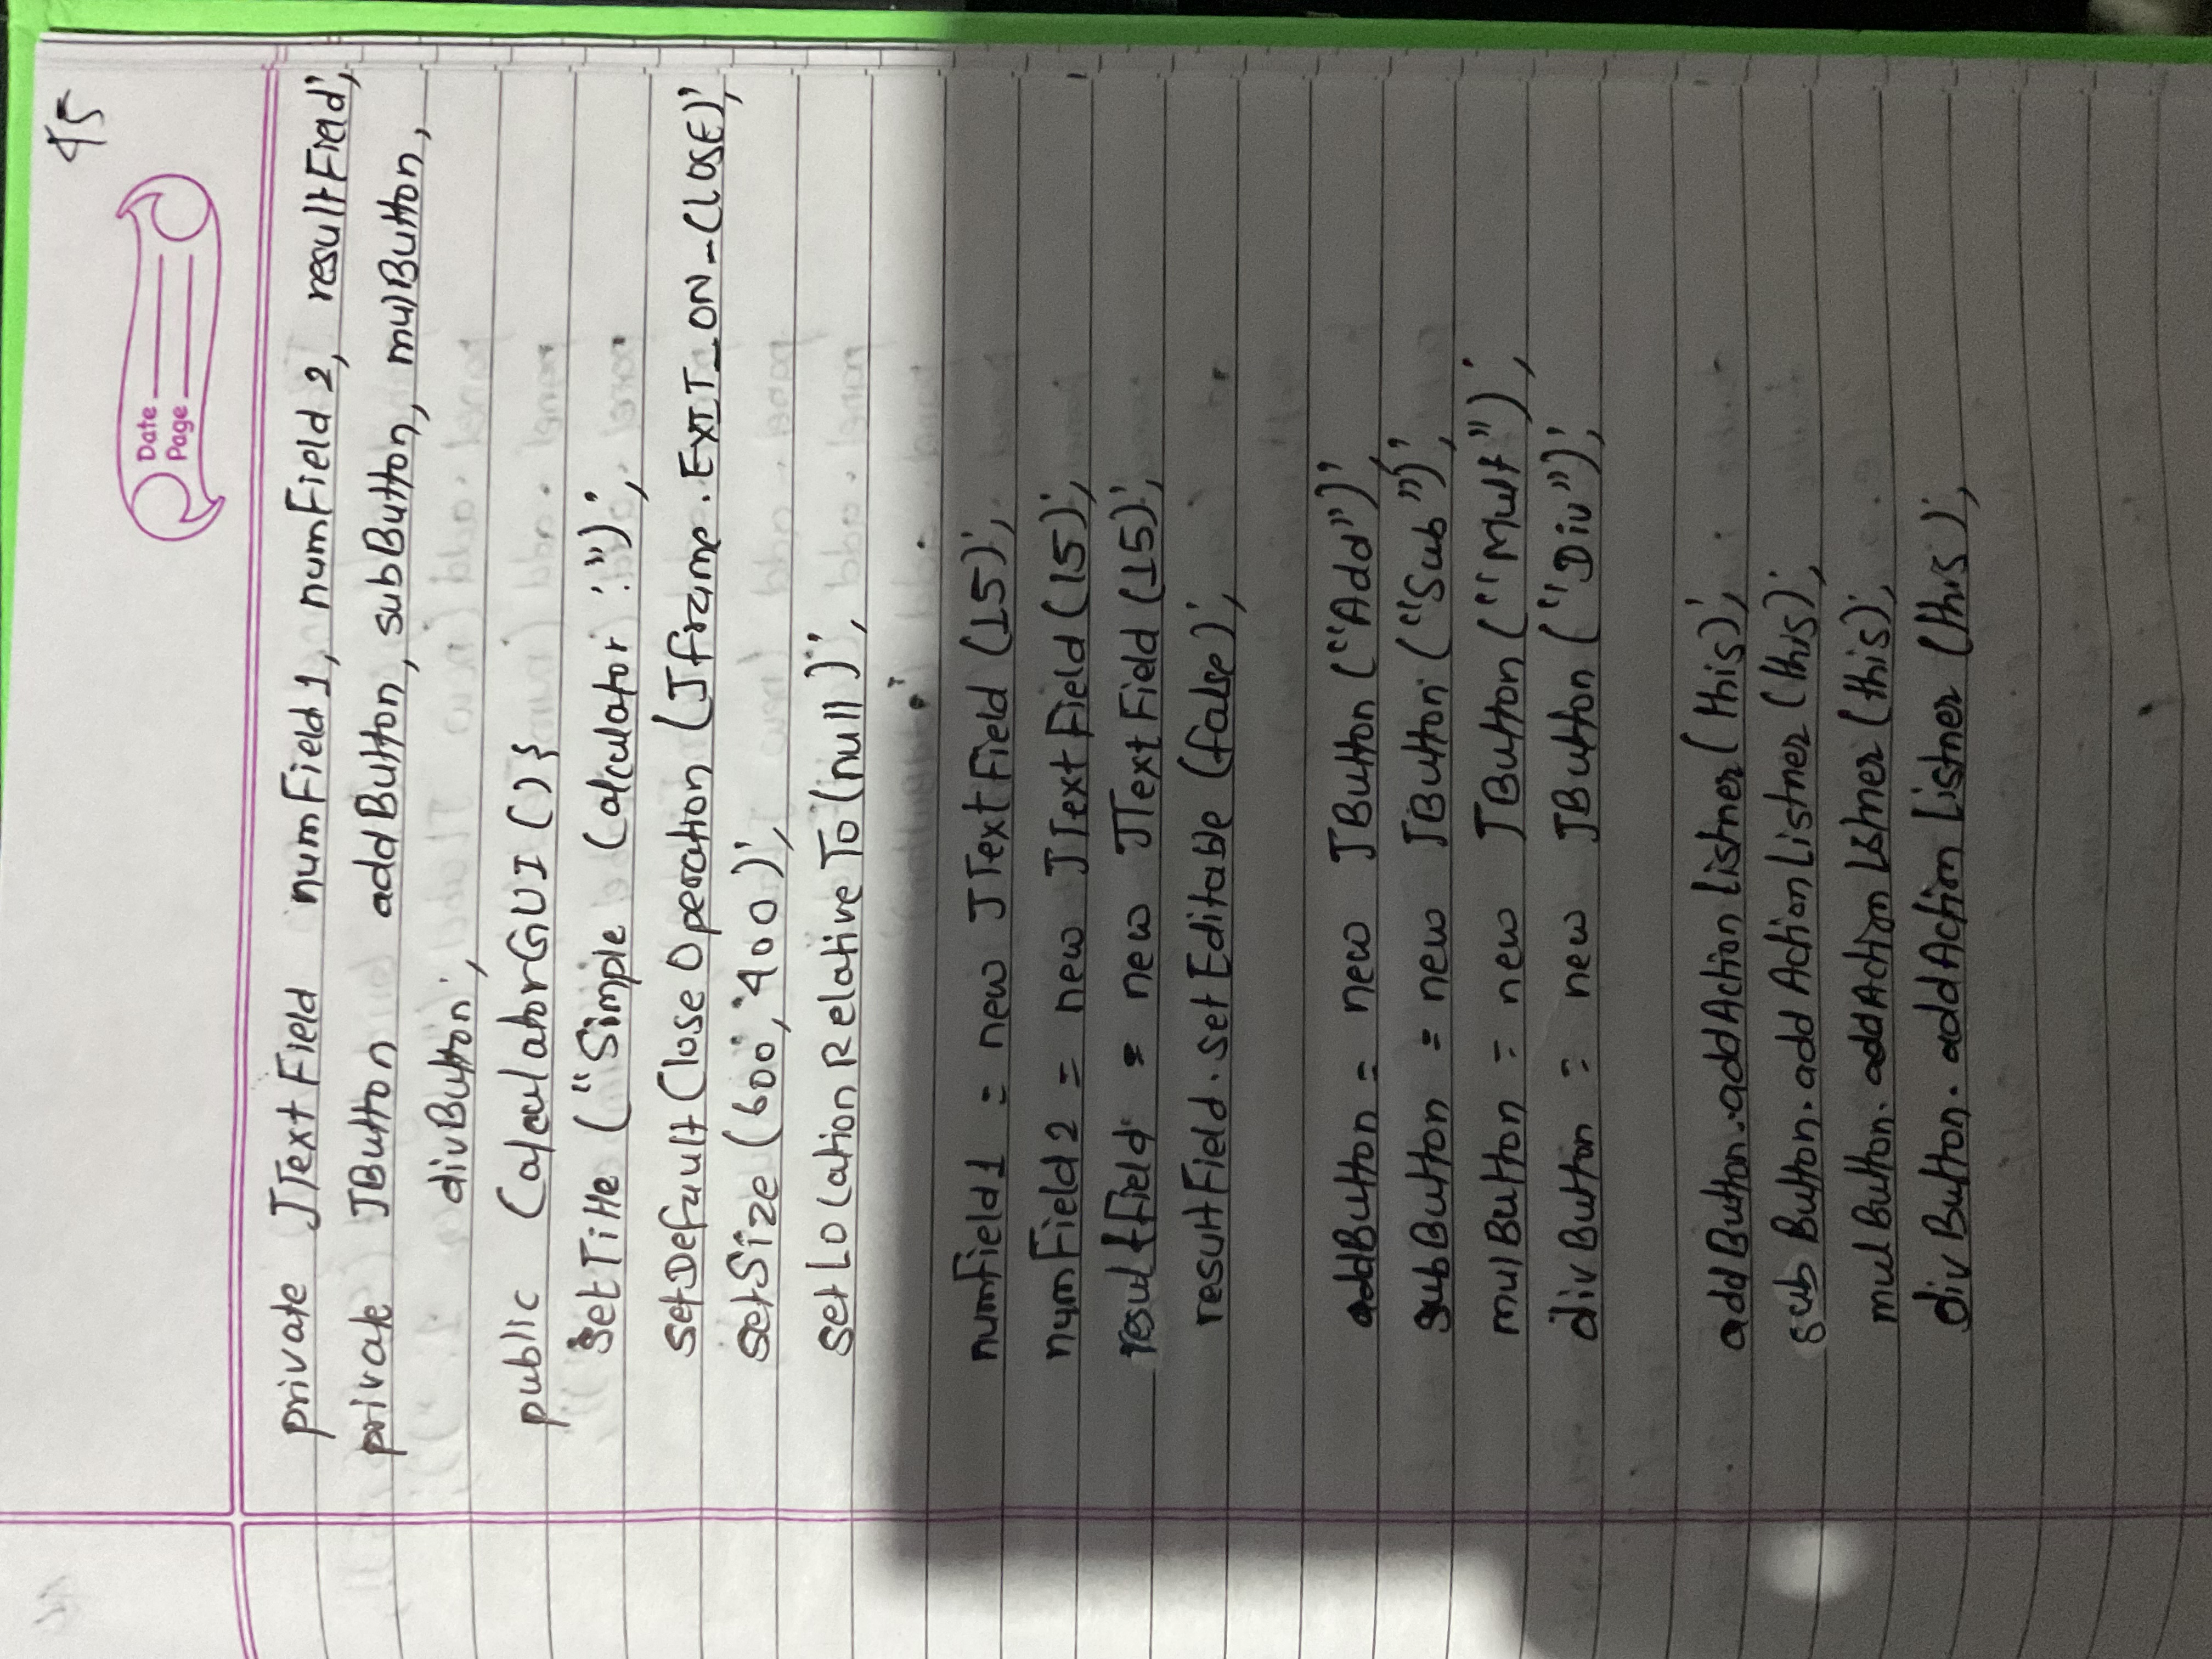 45
Date
Page
private JTextField numField1, numField2, resultField;
private JButton addButton, subButton, mulButton,
divButton;
public CalculatorGUI(){
setTitle ("Simple Calculator :");
setDefaultCloseOperation (Jframe.EXIT_ON_CLOSE);
setSize (600, 400);
setLocationRelativeTo(null);
numField1 = new JTextField (15);
numField2 = new JTextField (15);
resultField = new JTextField (15);
resultField.setEditable (false);
addButton = new JButton ("Add");
subButton = new JButton ("Sub");
mulButton = new JButton ("Mult");
divButton = new JButton ("Div");
addButton.addActionListner (this);
subButton.addActionListner (this);
mulButton.addActionListner (this);
divButton.addActionListner (this);